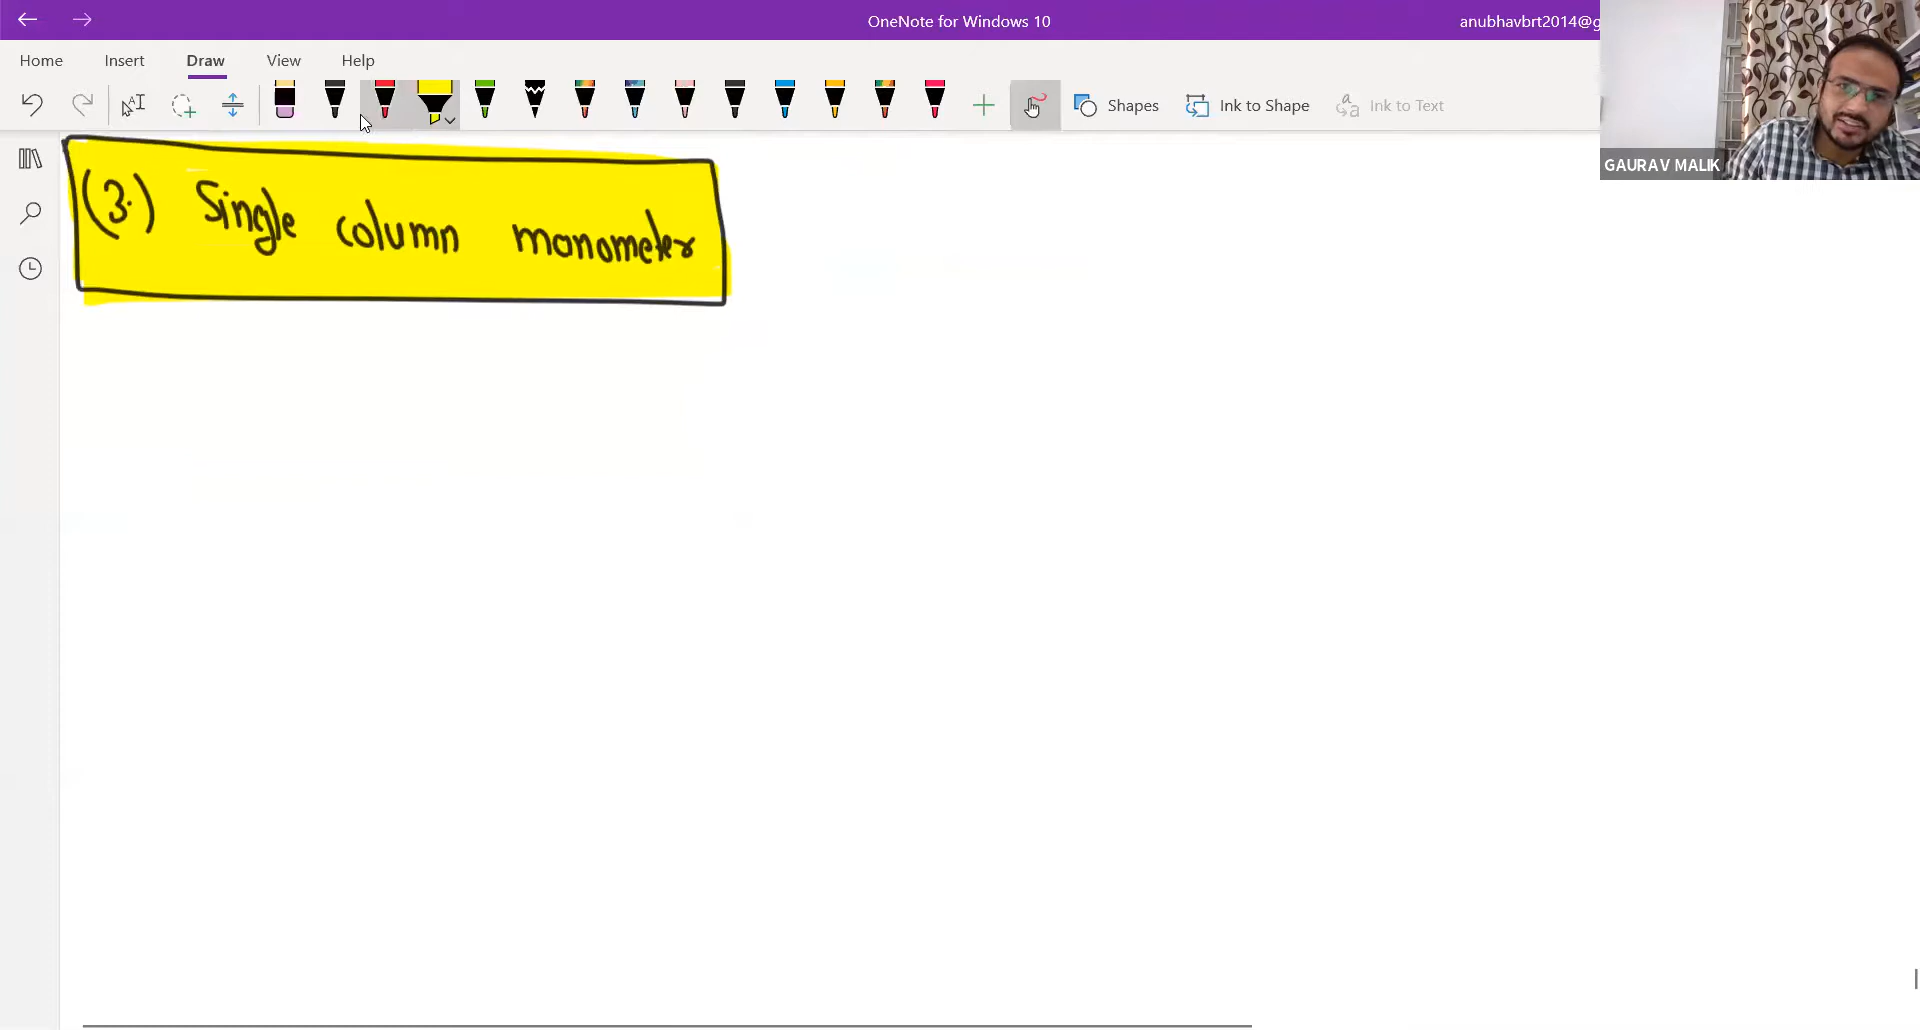 OneNote for Windows 10
anubhavbrt2014@g
Home Insert Draw View Help
Shapes Ink to Shape Ink to Text
GAURAV MALIK
(3.) Single column manometer